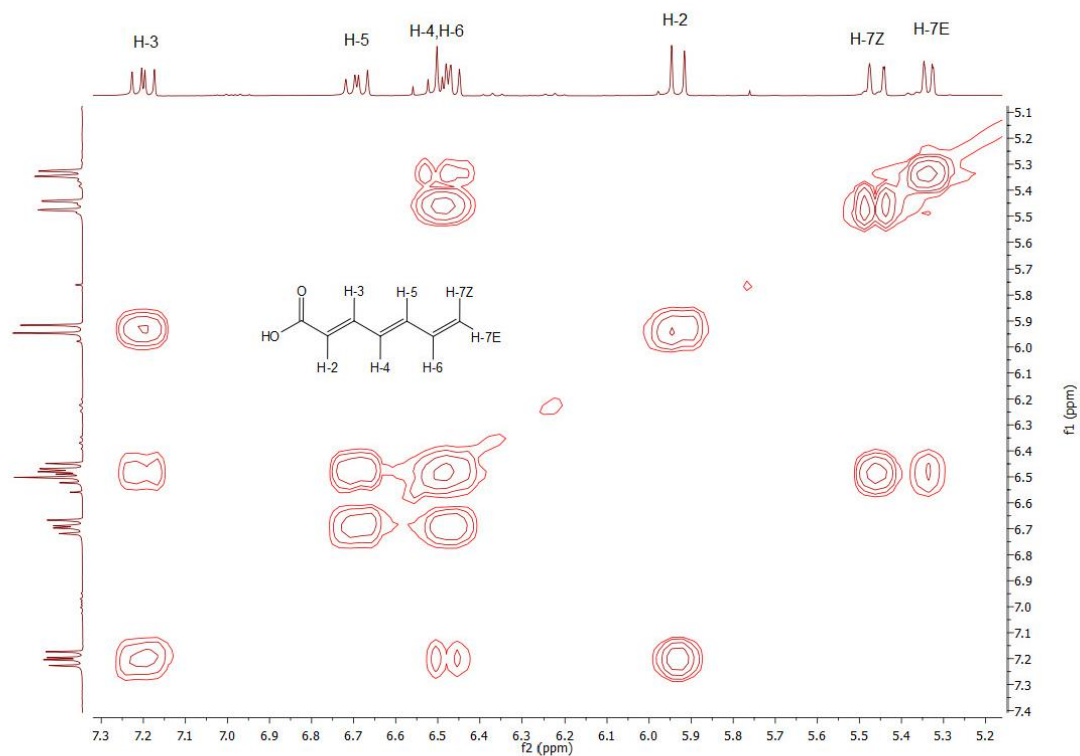 H-3
H-5
H-4,H-6
H-2
H-7Z
H-7E
5.1
5.2
5.3
5.4
5.5
5.6
5.7
5.8
5.9
6.0
6.1
6.2
6.3
6.4
6.5
6.6
6.7
6.8
6.9
7.0
7.1
7.2
7.3
7.4
f1 (ppm)
O
H-3
H-5
H-7Z
HO
H-7E
H-2
H-4
H-6
7.3 7.2 7.1 7.0 6.9 6.8 6.7 6.6 6.5 6.4 6.3 6.2 6.1 6.0 5.9 5.8 5.7 5.6 5.5 5.4 5.3 5.2
f2 (ppm)